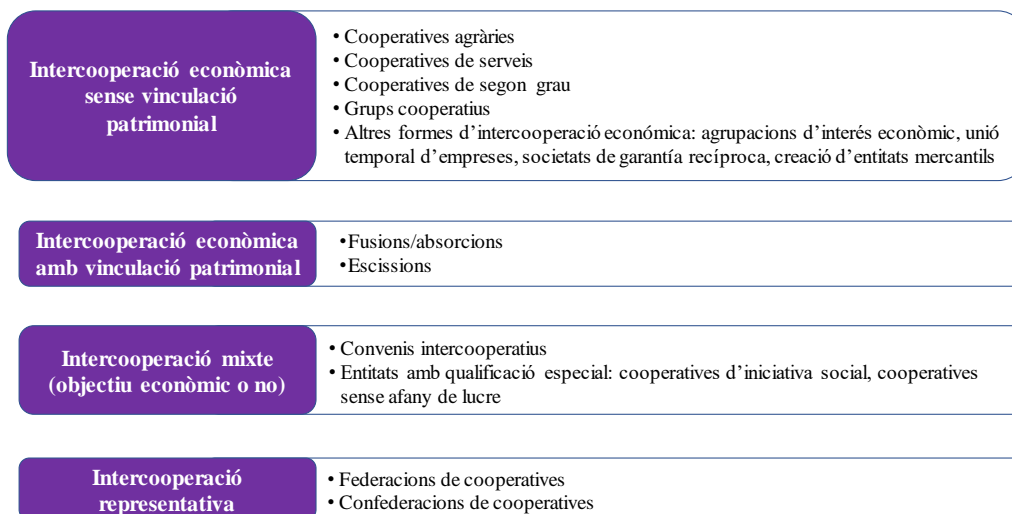 Intercooperació econòmica
sense vinculació
patrimonial
• Cooperatives agràries
• Cooperatives de serveis
• Cooperatives de segon grau
• Grups cooperatius
• Altres formes d'intercooperació económica: agrupacions d'interés econòmic, unió
temporal d'empreses, societats de garantía recíproca, creació d'entitats mercantils
Intercooperació econòmica
amb vinculació patrimonial
•Fusions/absorcions
•Escissions
Intercooperació mixte
(objectiu econòmic o no)
• Convenis intercooperatius
• Entitats amb qualificació especial: cooperatives d'iniciativa social, cooperatives
sense afany de lucre
Intercooperació
representativa
• Federacions de cooperatives
• Confederacions de cooperatives